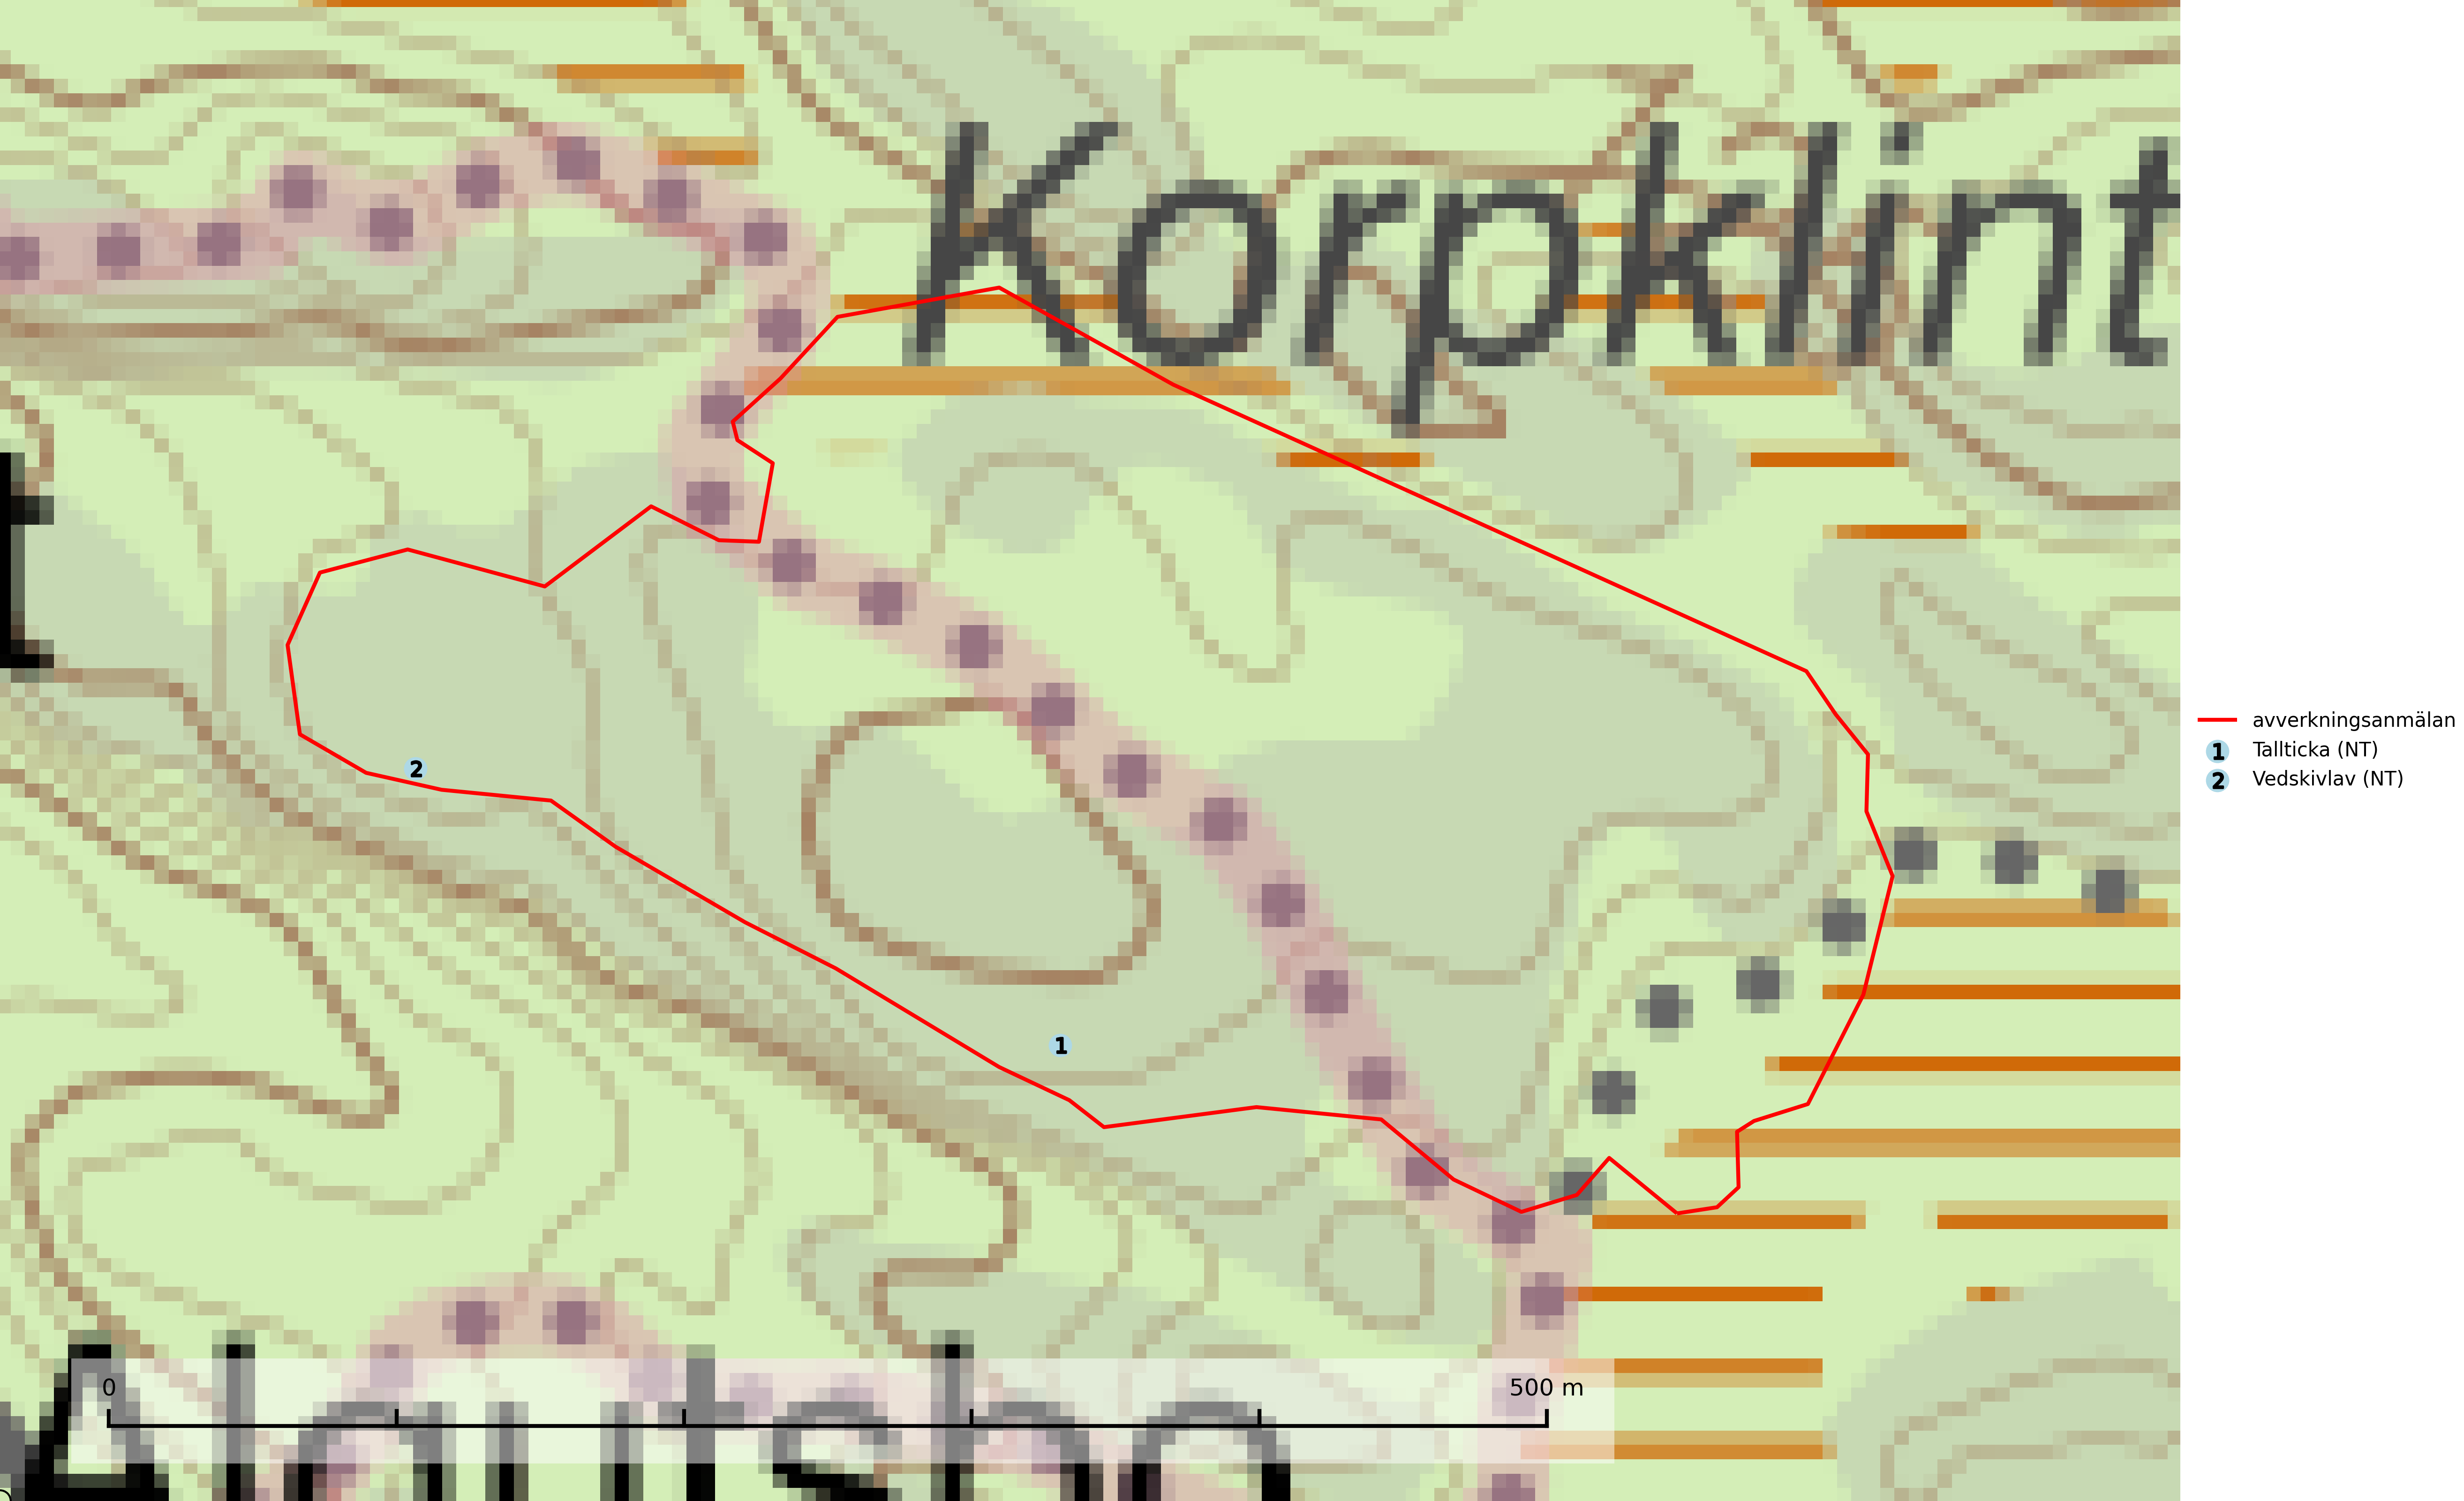 Korpklint
avverkningsanmälan
1 Tallticka (NT)
2 Vedskivlav (NT)
2
1
0 500 m